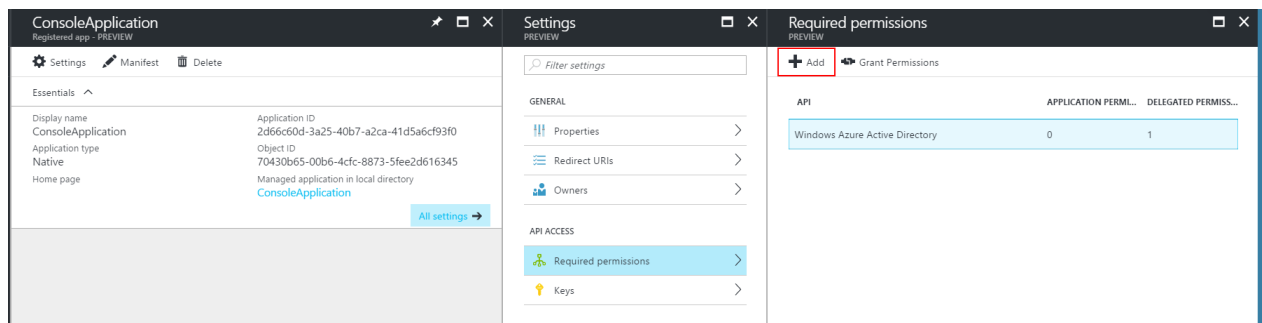 ConsoleApplication
Registered app - PREVIEW
Settings Manifest Delete
Essentials
Display name
ConsoleApplication
Application type
Native
Home page
Application ID
2d66c60d-3a25-40b7-a2ca-41d5a6cf93f0
Object ID
70430b65-00b6-4cfc-8873-5fee2d616345
Managed application in local directory
ConsoleApplication
All settings
Settings
PREVIEW
Filter settings
GENERAL
Properties
Redirect URIs
Owners
API ACCESS
Required permissions
Keys
Required permissions
PREVIEW
Add Grant Permissions
API APPLICATION PERMI... DELEGATED PERMISS...
Windows Azure Active Directory 0 1